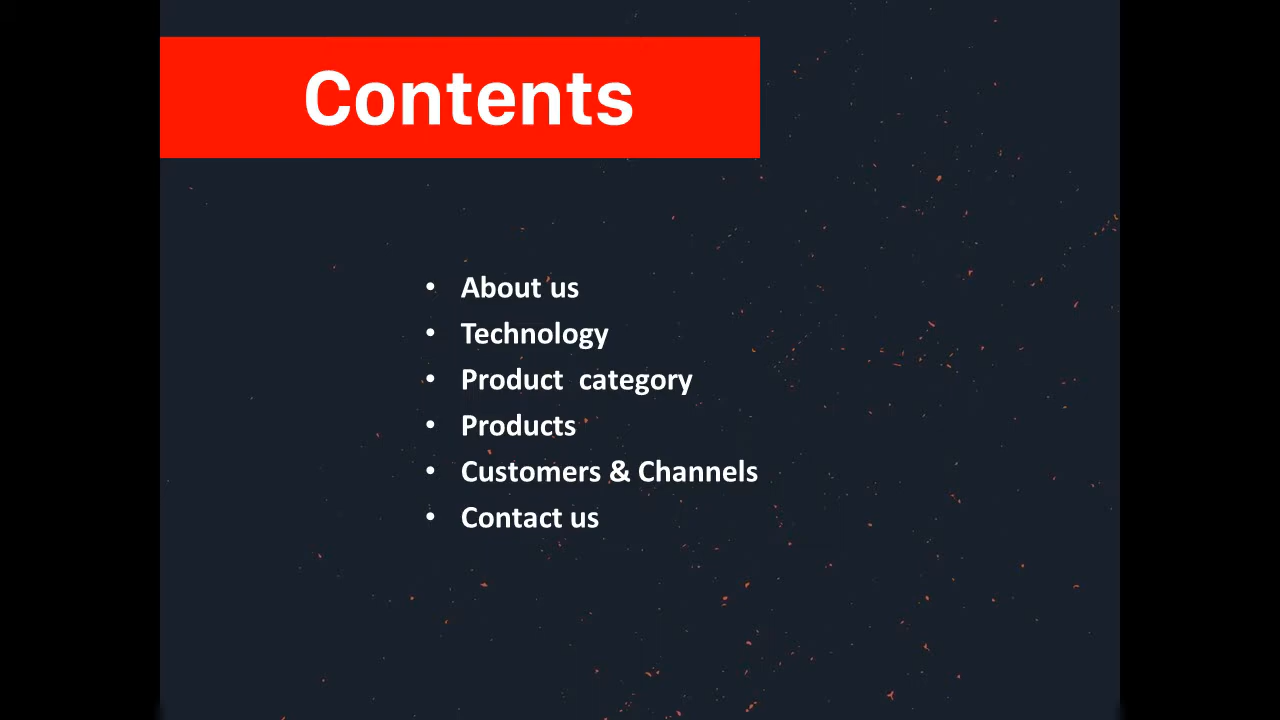 Contents
• About us
• Technology
• Product  category
• Products
• Customers & Channels
• Contact us